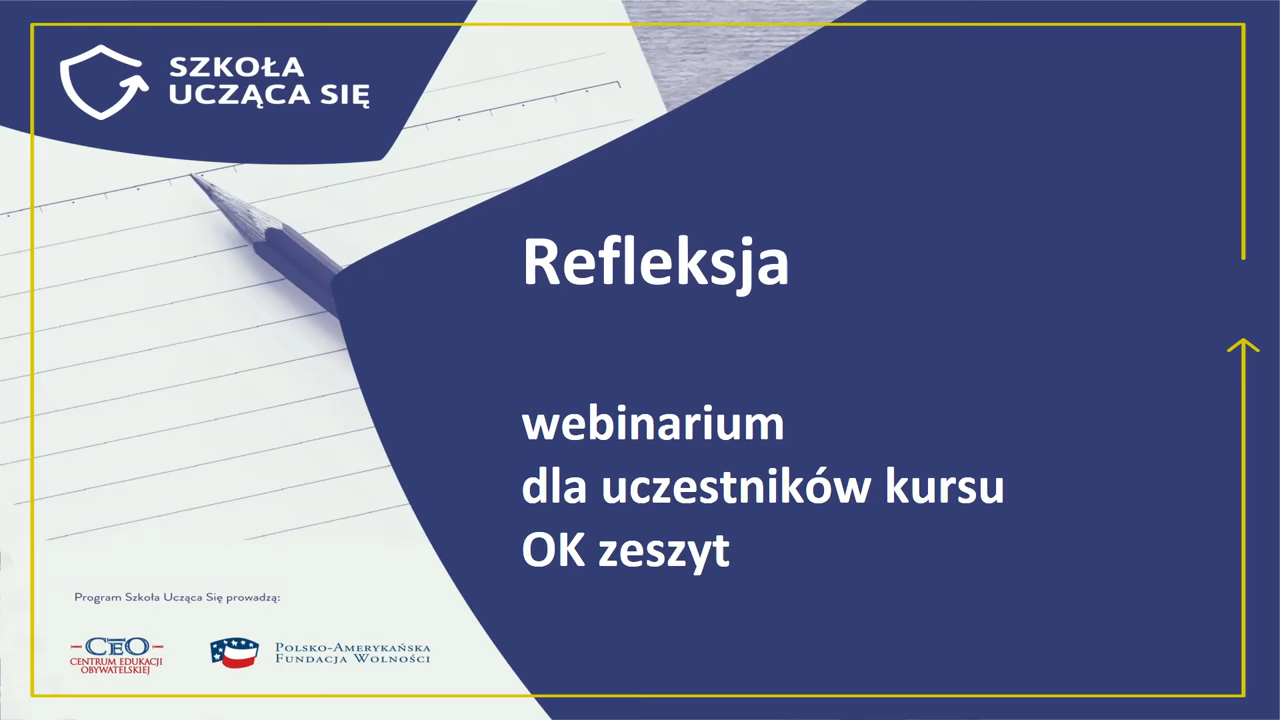 SZKOŁA
UCZĄCA SIĘ
Refleksja
webinarium
dla uczestników kursu
OK zeszyt
Program Szkoła Ucząca Się prowadzą:
CEO
CENTRUM EDUKACJI
OBYWATELSKIEJ
POLSKO-AMERYKAŃSKA
FUNDACJA WOLNOŚCI